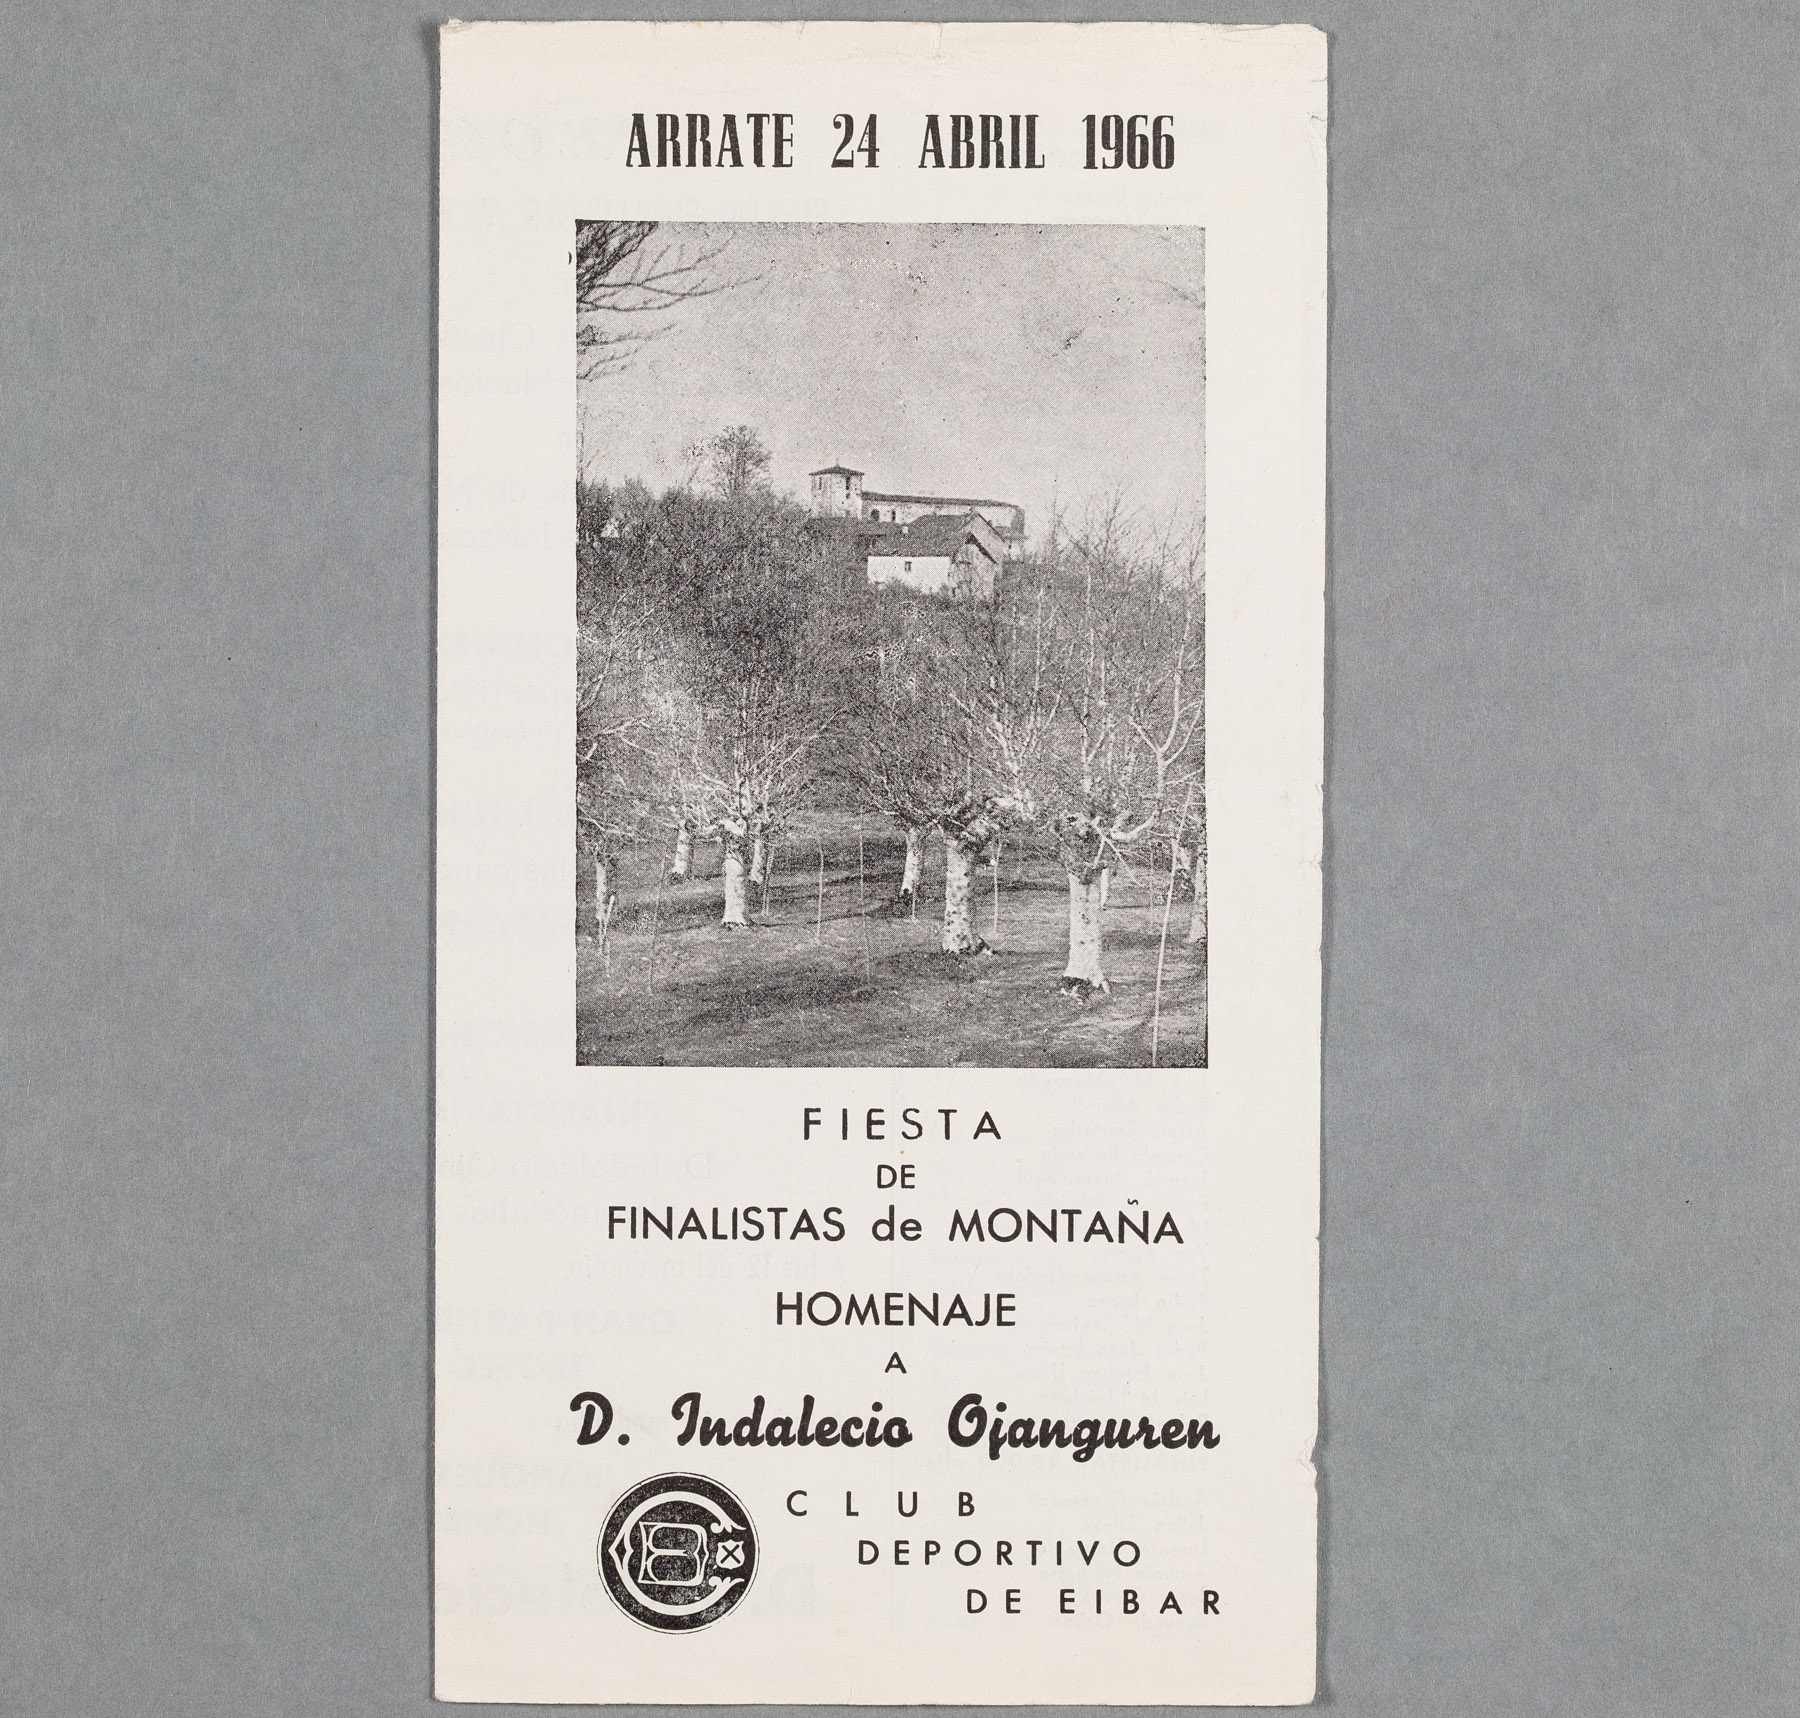 ARRATE 24 ABRIL 1966
FIESTA
DE
FINALISTAS de MONTAÑA
HOMENAJE
A
D. Indalecio Ojanguren
CLUB
DEPORTIVO
DE EIBAR